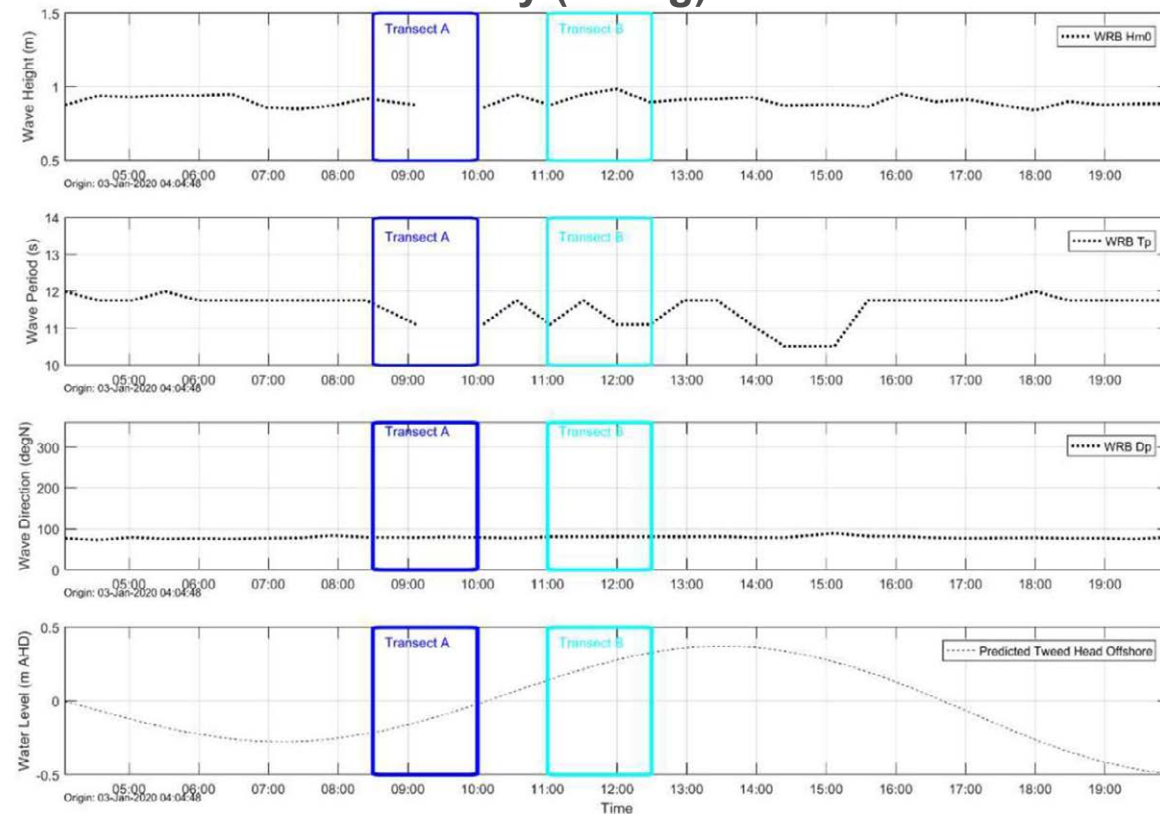 1.5
Transect A
Transect B
WRB Hm0
1
0.5
Wave Height (m)
05:00 06:00 07:00 08:00 09:00 10:00 11:00 12:00 13:00 14:00 15:00 16:00 17:00 18:00 19:00
Origin: 03-Jan-2020 04:04:48
14
Transect A
Transect B
WRB Tp
13
12
11
10
Wave Period (s)
05:00 06:00 07:00 08:00 09:00 10:00 11:00 12:00 13:00 14:00 15:00 16:00 17:00 18:00 19:00
Origin: 03-Jan-2020 04:04:48
Transect A
Transect B
WRB Dp
300
200
100
0
Wave Direction (degN)
05:00 06:00 07:00 08:00 09:00 10:00 11:00 12:00 13:00 14:00 15:00 16:00 17:00 18:00 19:00
Origin: 03-Jan-2020 04:04:48
0.5
Transect A
Transect B
Predicted Tweed Head Offshore
0
-0.5
Water Level (m AHD)
05:00 06:00 07:00 08:00 09:00 10:00 11:00 12:00 13:00 14:00 15:00 16:00 17:00 18:00 19:00
Origin: 03-Jan-2020 04:04:48
Time